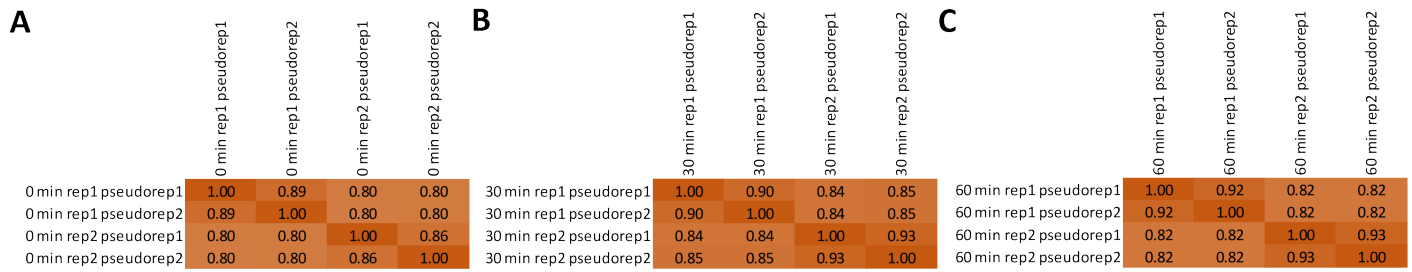 A
0 min rep1 pseudorep1
0 min rep1 pseudorep2
0 min rep2 pseudorep1
0 min rep2 pseudorep2
0 min rep1 pseudorep1 1.00 0.89 0.80 0.80
0 min rep1 pseudorep2 0.89 1.00 0.80 0.80
0 min rep2 pseudorep1 0.80 0.80 1.00 0.86
0 min rep2 pseudorep2 0.80 0.80 0.86 1.00
B
30 min rep1 pseudorep1
30 min rep1 pseudorep2
30 min rep2 pseudorep1
30 min rep2 pseudorep2
30 min rep1 pseudorep1 1.00 0.90 0.84 0.85
30 min rep1 pseudorep2 0.90 1.00 0.84 0.85
30 min rep2 pseudorep1 0.84 0.84 1.00 0.93
30 min rep2 pseudorep2 0.85 0.85 0.93 1.00
C
60 min rep1 pseudorep1
60 min rep1 pseudorep2
60 min rep2 pseudorep1
60 min rep2 pseudorep2
60 min rep1 pseudorep1 1.00 0.92 0.82 0.82
60 min rep1 pseudorep2 0.92 1.00 0.82 0.82
60 min rep2 pseudorep1 0.82 0.82 1.00 0.93
60 min rep2 pseudorep2 0.82 0.82 0.93 1.00